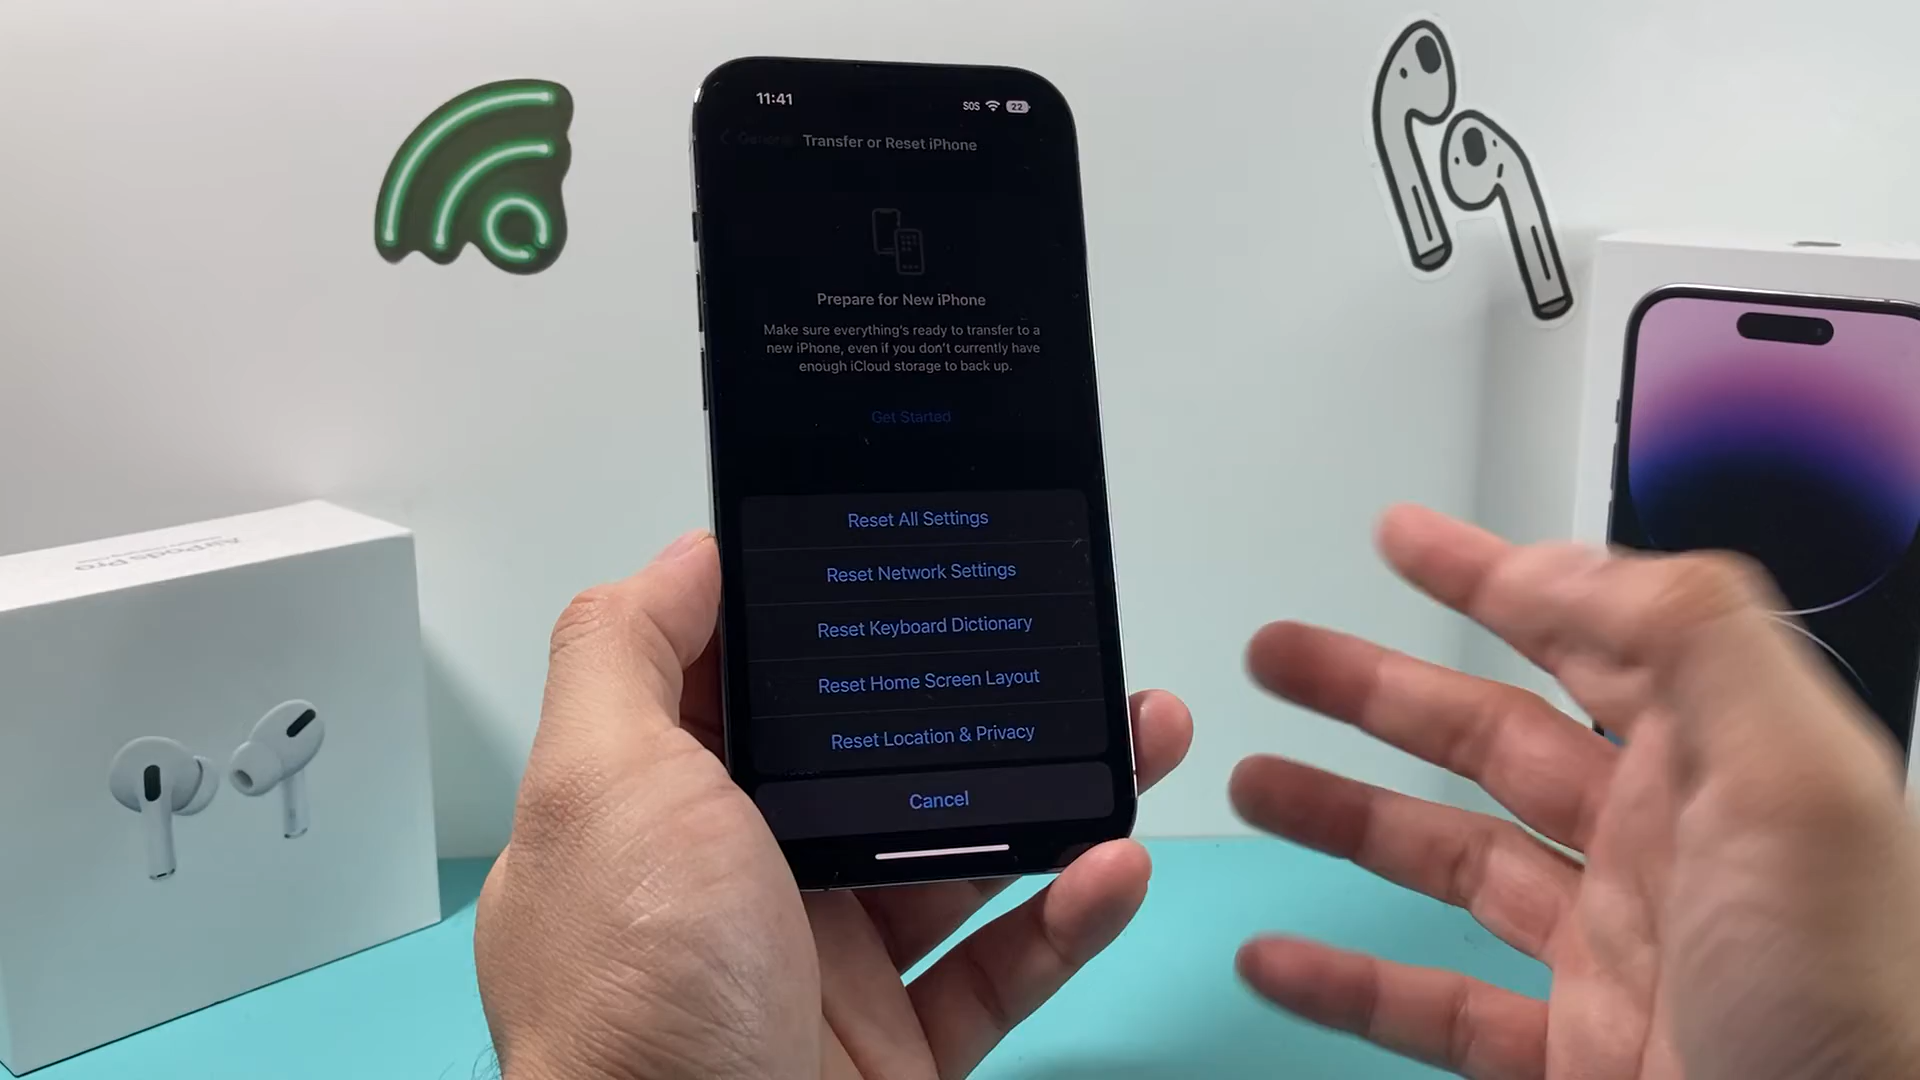 11:41
SOS 22
General Transfer or Reset iPhone
Prepare for New iPhone
Make sure everything's ready to transfer to a
new iPhone, even if you don't currently have
enough iCloud storage to back up.
Get Started
Reset All Settings
Reset Network Settings
Reset Keyboard Dictionary
Reset Home Screen Layout
Reset Location & Privacy
Cancel
AirPods Pro